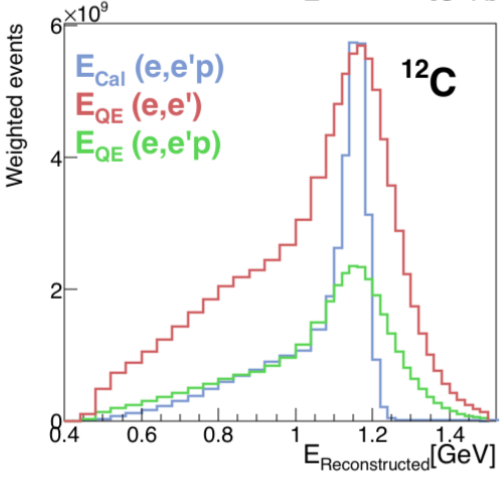 6×10⁹
Weighted events
E_Cal (e,e'p)
E_QE (e,e')
E_QE (e,e'p)
¹²C
4
2
0
0.4 0.6 0.8 1 1.2 1.4
E_Reconstructed[GeV]